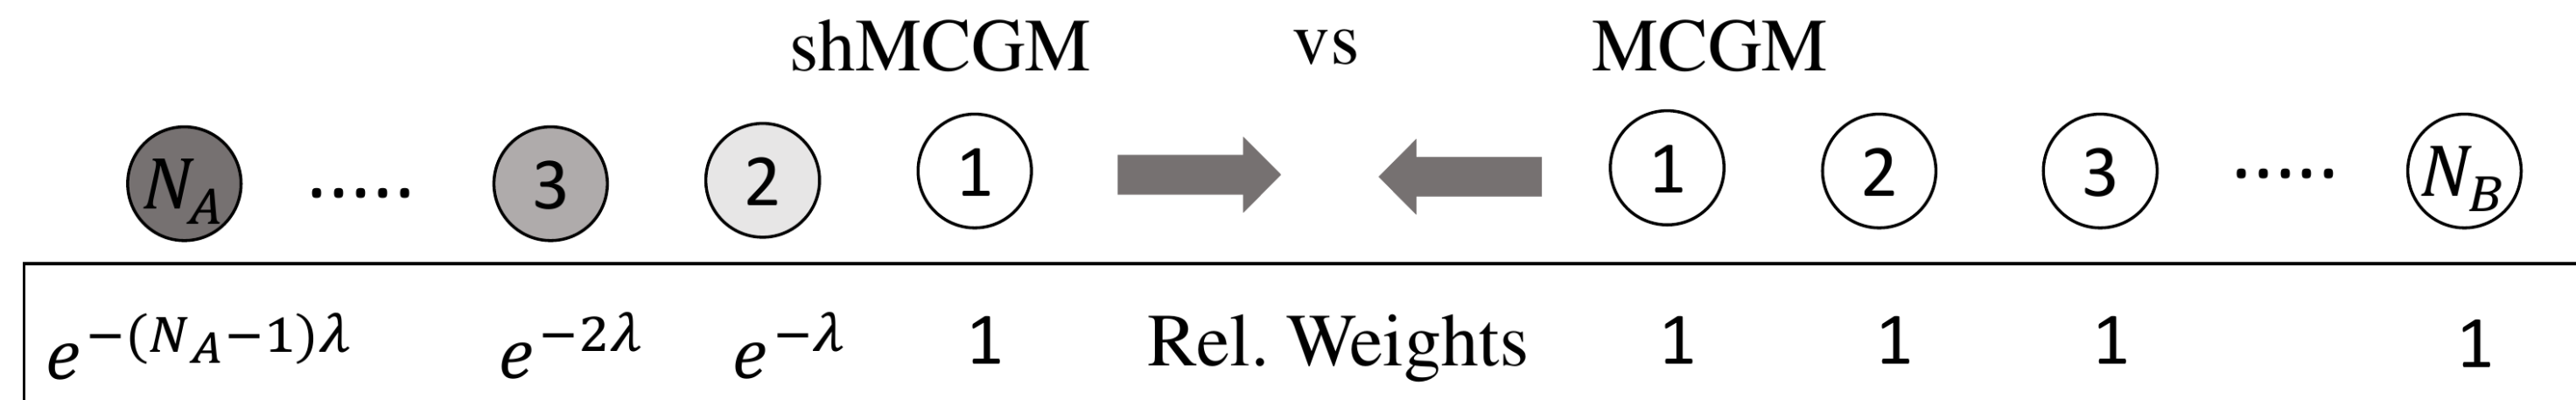 shMCGM vs MCGM
N_A ..... 3 2 1 1 2 3 ..... N_B
e^{-(N_A-1)λ} e^{-2λ} e^{-λ} 1 Rel. Weights 1 1 1 1